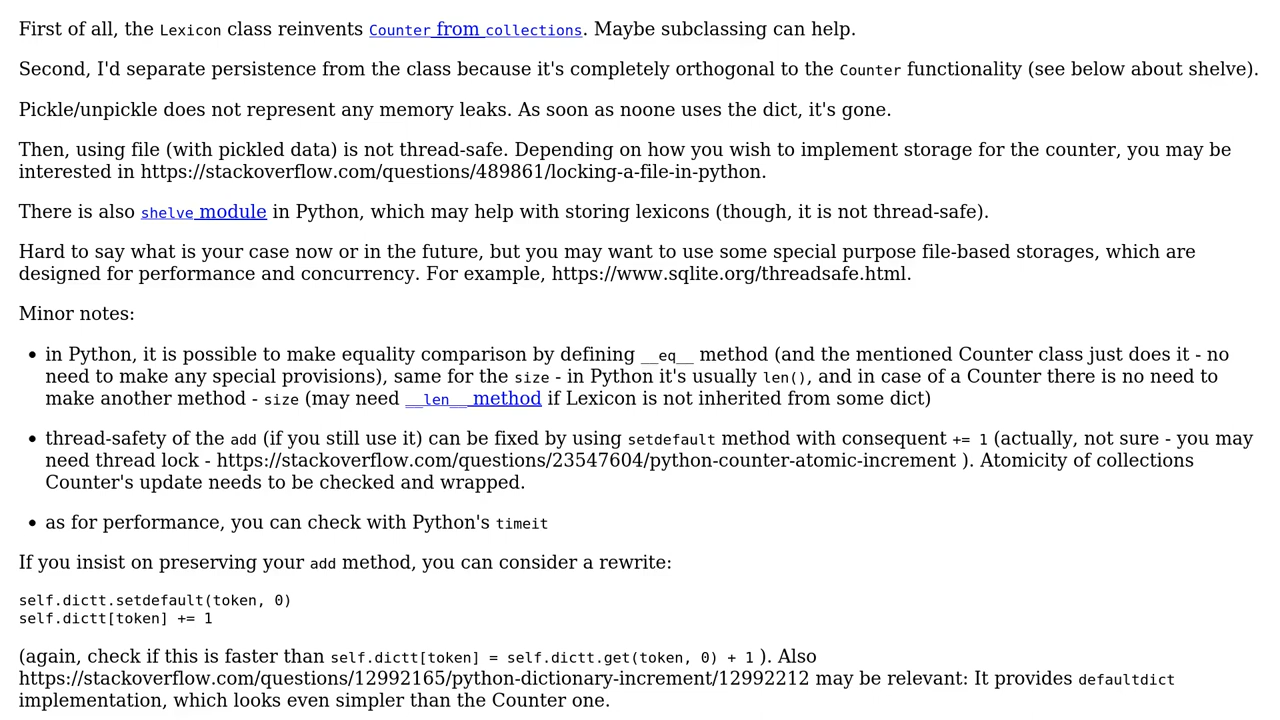 First of all, the Lexicon class reinvents Counter from collections. Maybe subclassing can help.
Second, I'd separate persistence from the class because it's completely orthogonal to the Counter functionality (see below about shelve).
Pickle/unpickle does not represent any memory leaks. As soon as noone uses the dict, it's gone.
Then, using file (with pickled data) is not thread-safe. Depending on how you wish to implement storage for the counter, you may be
interested in https://stackoverflow.com/questions/489861/locking-a-file-in-python.
There is also shelve module in Python, which may help with storing lexicons (though, it is not thread-safe).
Hard to say what is your case now or in the future, but you may want to use some special purpose file-based storages, which are
designed for performance and concurrency. For example, https://www.sqlite.org/threadsafe.html.
Minor notes:
• in Python, it is possible to make equality comparison by defining __eq__ method (and the mentioned Counter class just does it - no
need to make any special provisions), same for the size - in Python it's usually len(), and in case of a Counter there is no need to
make another method - size (may need __len__ method if Lexicon is not inherited from some dict)
• thread-safety of the add (if you still use it) can be fixed by using setdefault method with consequent += 1 (actually, not sure - you may
need thread lock - https://stackoverflow.com/questions/23547604/python-counter-atomic-increment ). Atomicity of collections
Counter's update needs to be checked and wrapped.
• as for performance, you can check with Python's timeit
If you insist on preserving your add method, you can consider a rewrite:
self.dictt.setdefault(token, 0)
self.dictt[token] += 1
(again, check if this is faster than self.dictt[token] = self.dictt.get(token, 0) + 1 ). Also
https://stackoverflow.com/questions/12992165/python-dictionary-increment/12992212 may be relevant: It provides defaultdict
implementation, which looks even simpler than the Counter one.